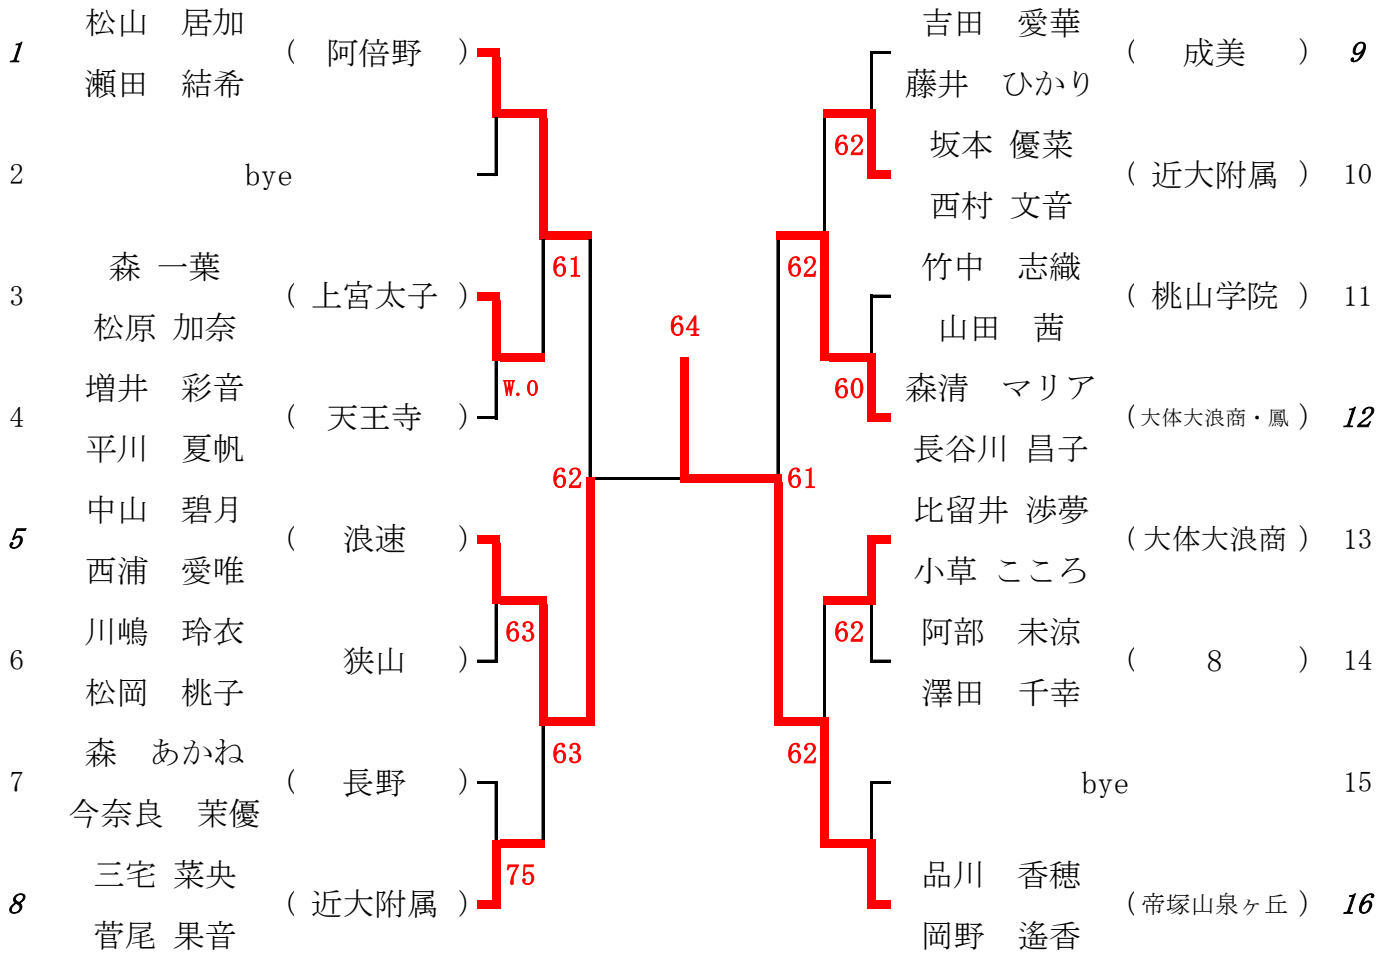 松山　居加
1 ( 阿倍野 )
瀬田　結希
2 bye
森 一葉
3 ( 上宮太子 )
松原 加奈
増井　彩音
4 ( 天王寺 )
平川　夏帆
中山　碧月
5 ( 浪速 )
西浦　愛唯
川嶋　玲衣
6 狭山 )
松岡　桃子
森　あかね
7 ( 長野 )
今奈良　茉優
三宅 菜央
8 ( 近大附属 )
菅尾 果音
61
W.O
62
63
63
75
64
吉田　愛華
( 成美 ) 9
藤井　ひかり
坂本 優菜
( 近大附属 ) 10
西村 文音
竹中　志織
( 桃山学院 ) 11
山田　茜
森清　マリア
(大体大浪商・鳳 ) 12
長谷川 昌子
比留井 渉夢
( 大体大浪商 ) 13
小草 こころ
阿部　未涼
( 8 ) 14
澤田　千幸
bye 15
品川　香穂
( 帝塚山泉ヶ丘 ) 16
岡野　遙香
62
62
60
61
62
62